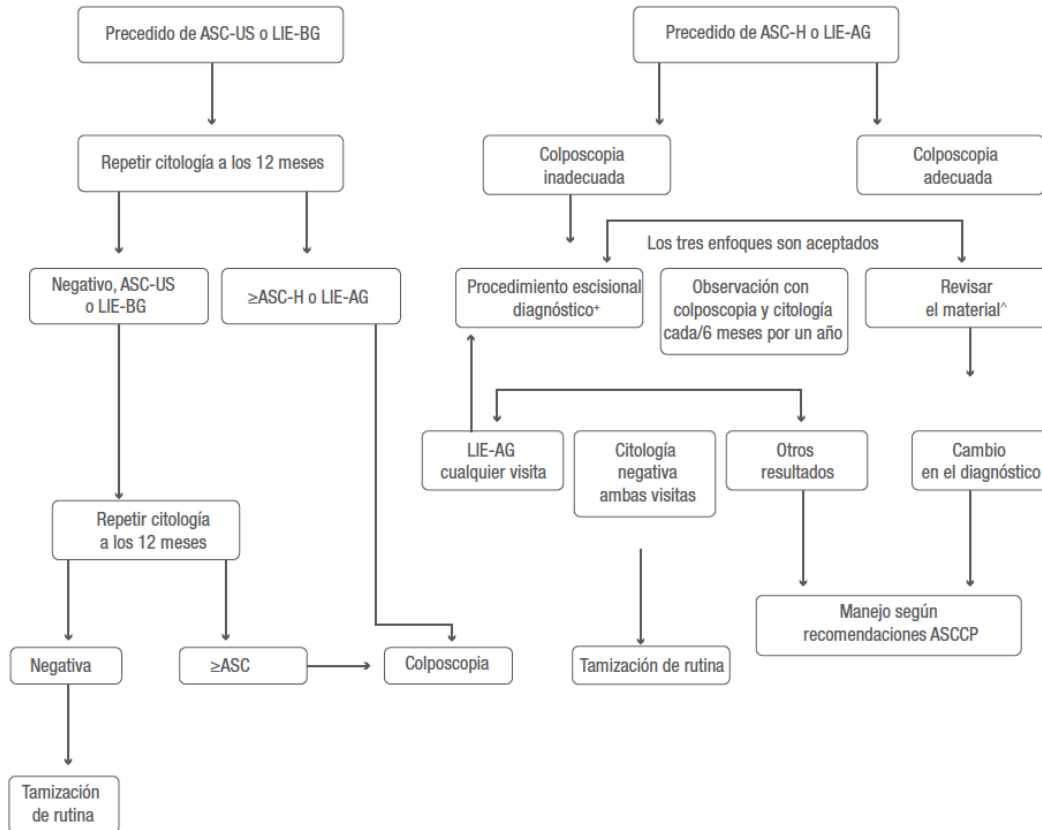 Precedido de ASC-US o LIE-BG
Repetir citología a los 12 meses
Negativo, ASC-US
o LIE-BG
≥ASC-H o LIE-AG
Repetir citología
a los 12 meses
Negativa
≥ASC
Colposcopia
Tamización
de rutina
Precedido de ASC-H o LIE-AG
Colposcopia
inadecuada
Colposcopia
adecuada
Los tres enfoques son aceptados
Procedimiento escisional
diagnóstico+
Observación con
colposcopia y citología
cada/6 meses por un año
Revisar
el material^
LIE-AG
cualquier visita
Citología
negativa
ambas visitas
Otros
resultados
Cambio
en el diagnóstico
Tamización de rutina
Manejo según
recomendaciones ASCCP